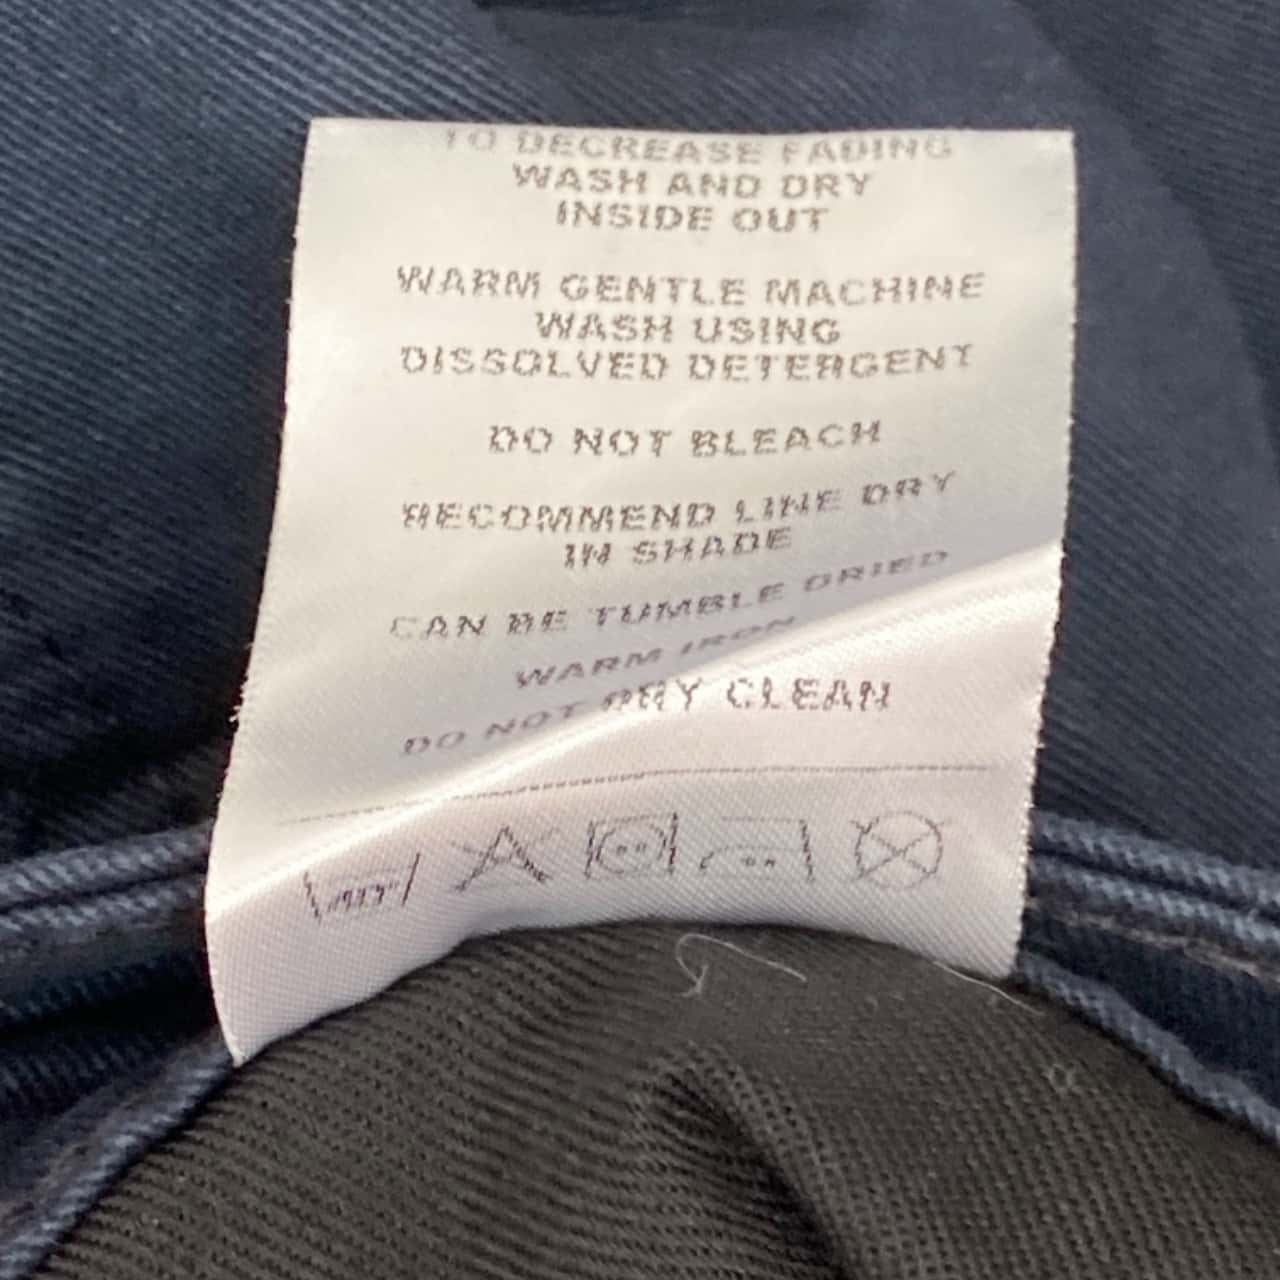 TO DECREASE FADING
WASH AND DRY
INSIDE OUT
WARM GENTLE MACHINE
WASH USING
DISSOLVED DETERGENT
DO NOT BLEACH
RECOMMEND LINE DRY
IN SHADE
CAN BE TUMBLE DRIED
WARM IRON
DO NOT DRY CLEAN